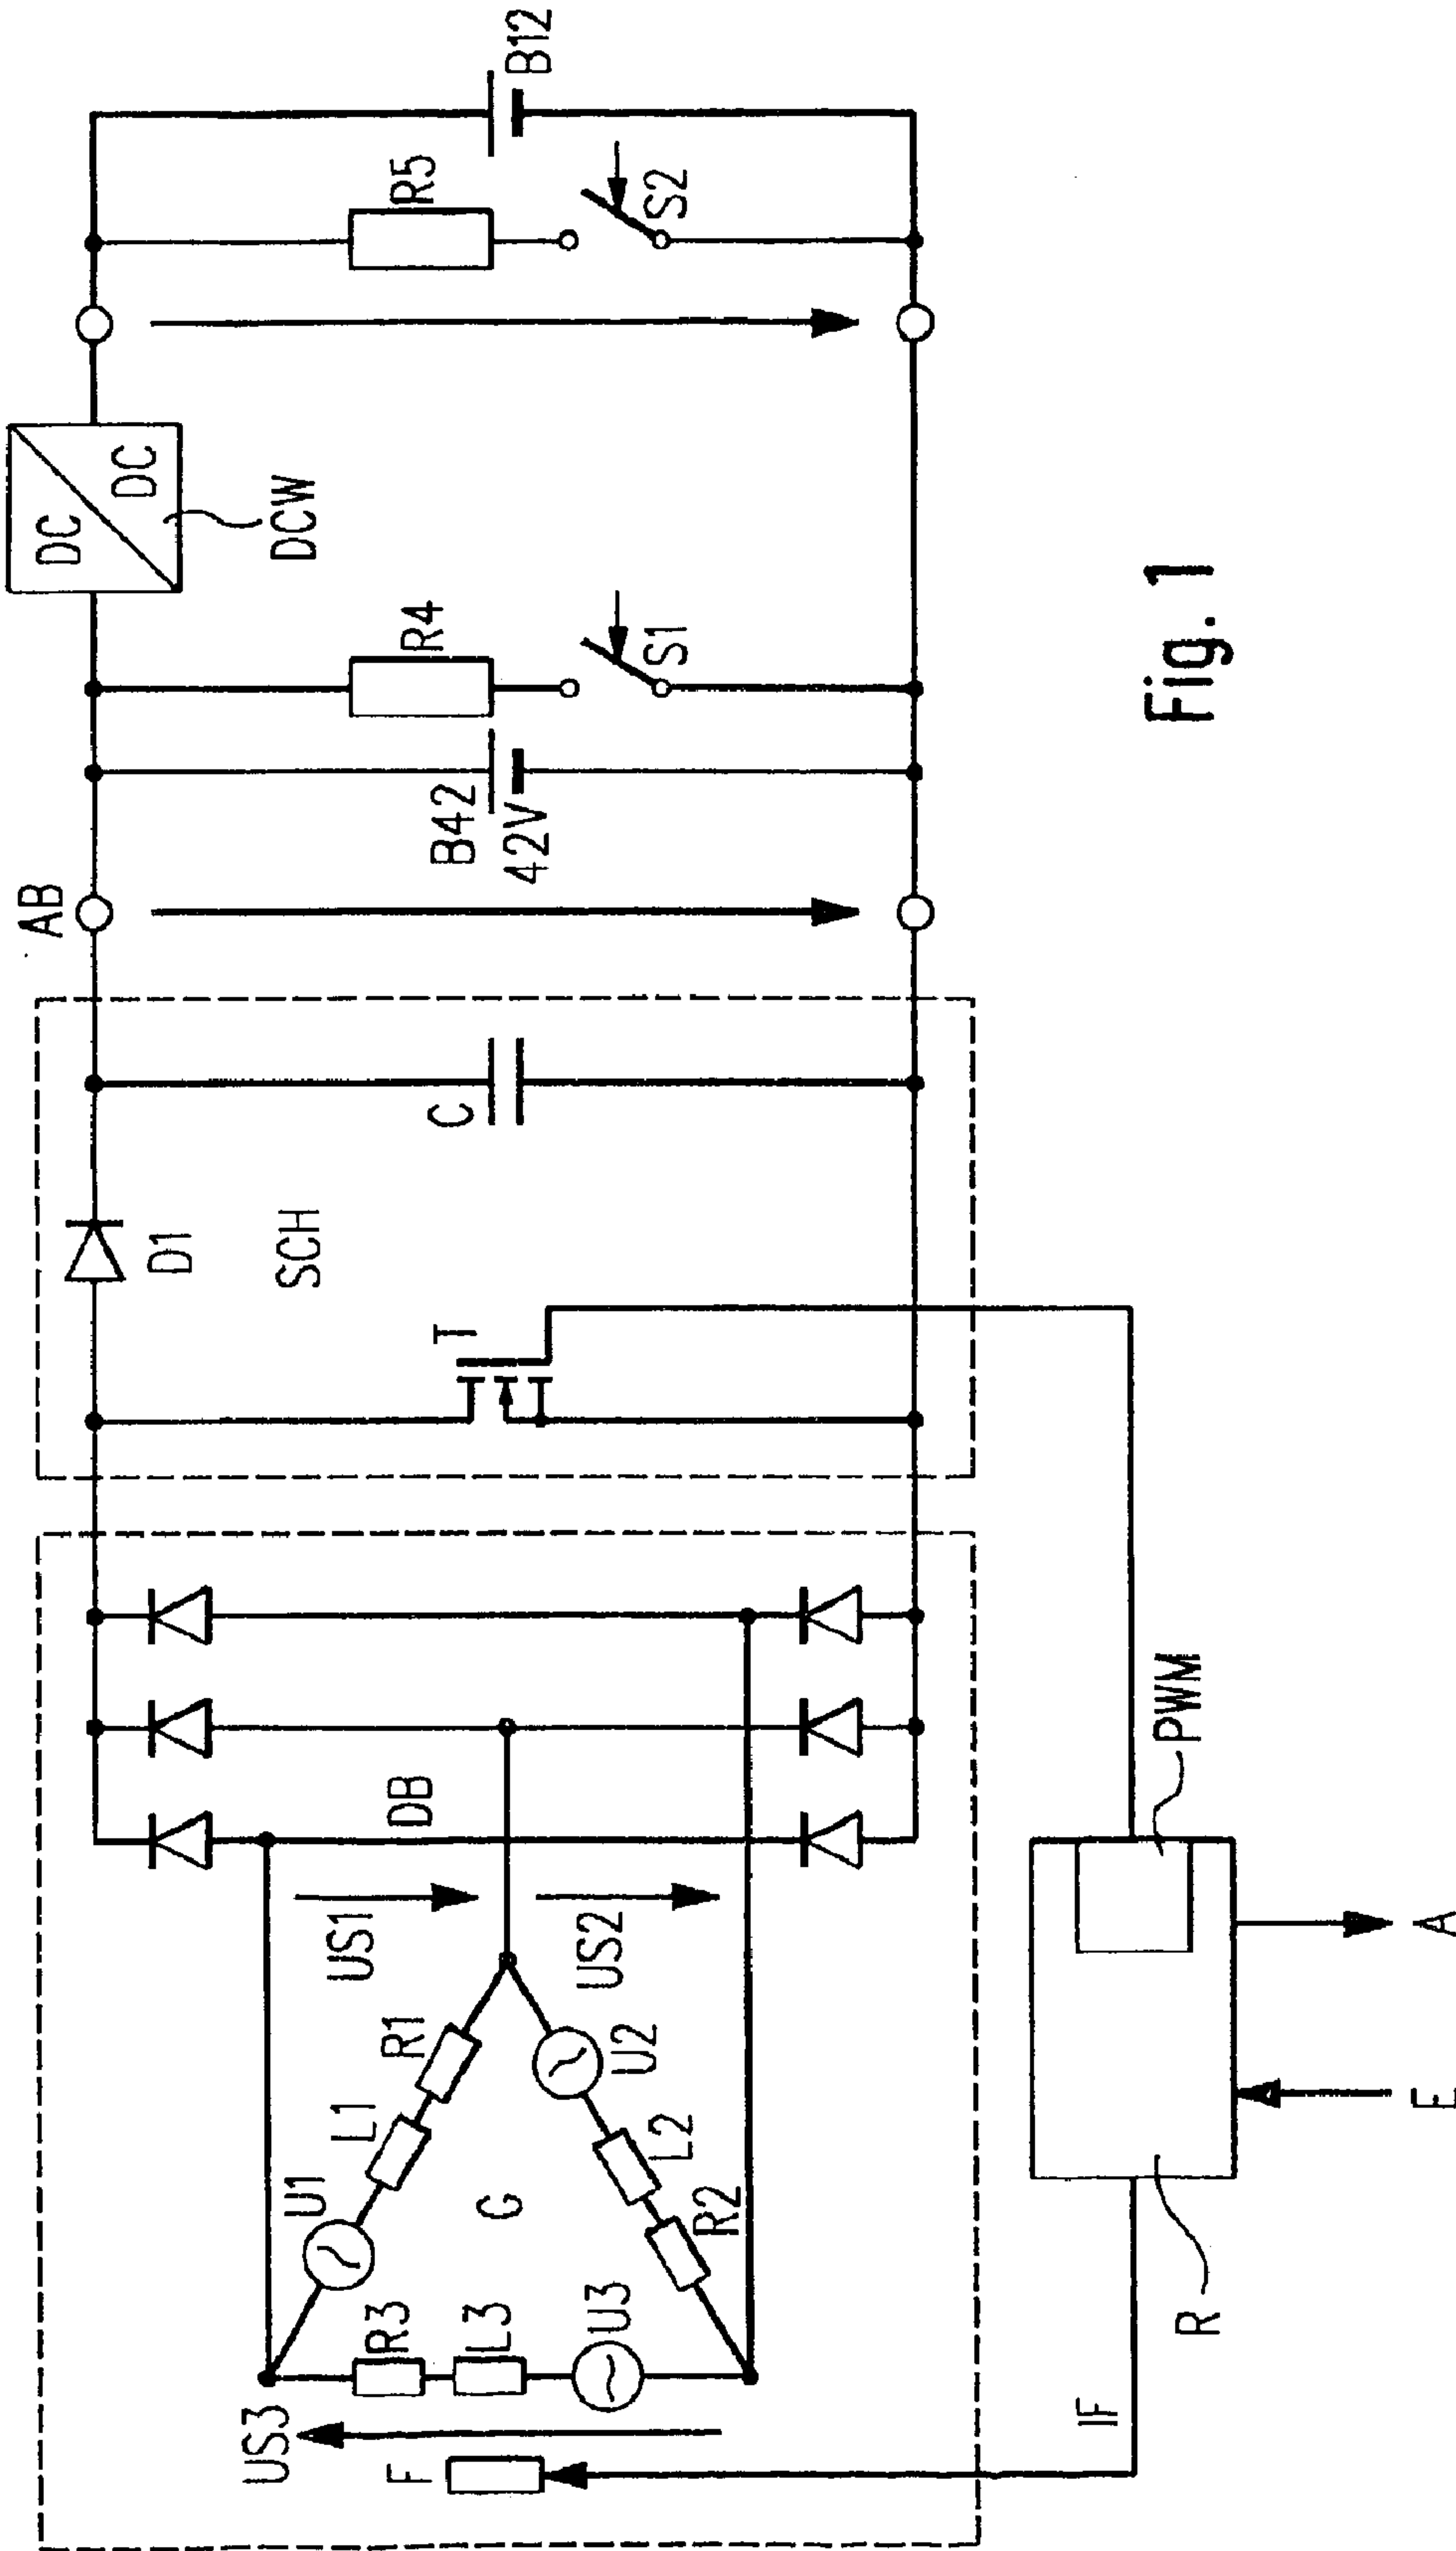 US3
F
R3
L3
U3
U1
L1
R1
G
U2
L2
R2
US1
US2
DB
IF
R
E
A
PWM
T
SCH
D1
C
AB
B42
42V
R4
S1
DC
DC
DCW
R5
S2
B12
Fig. 1